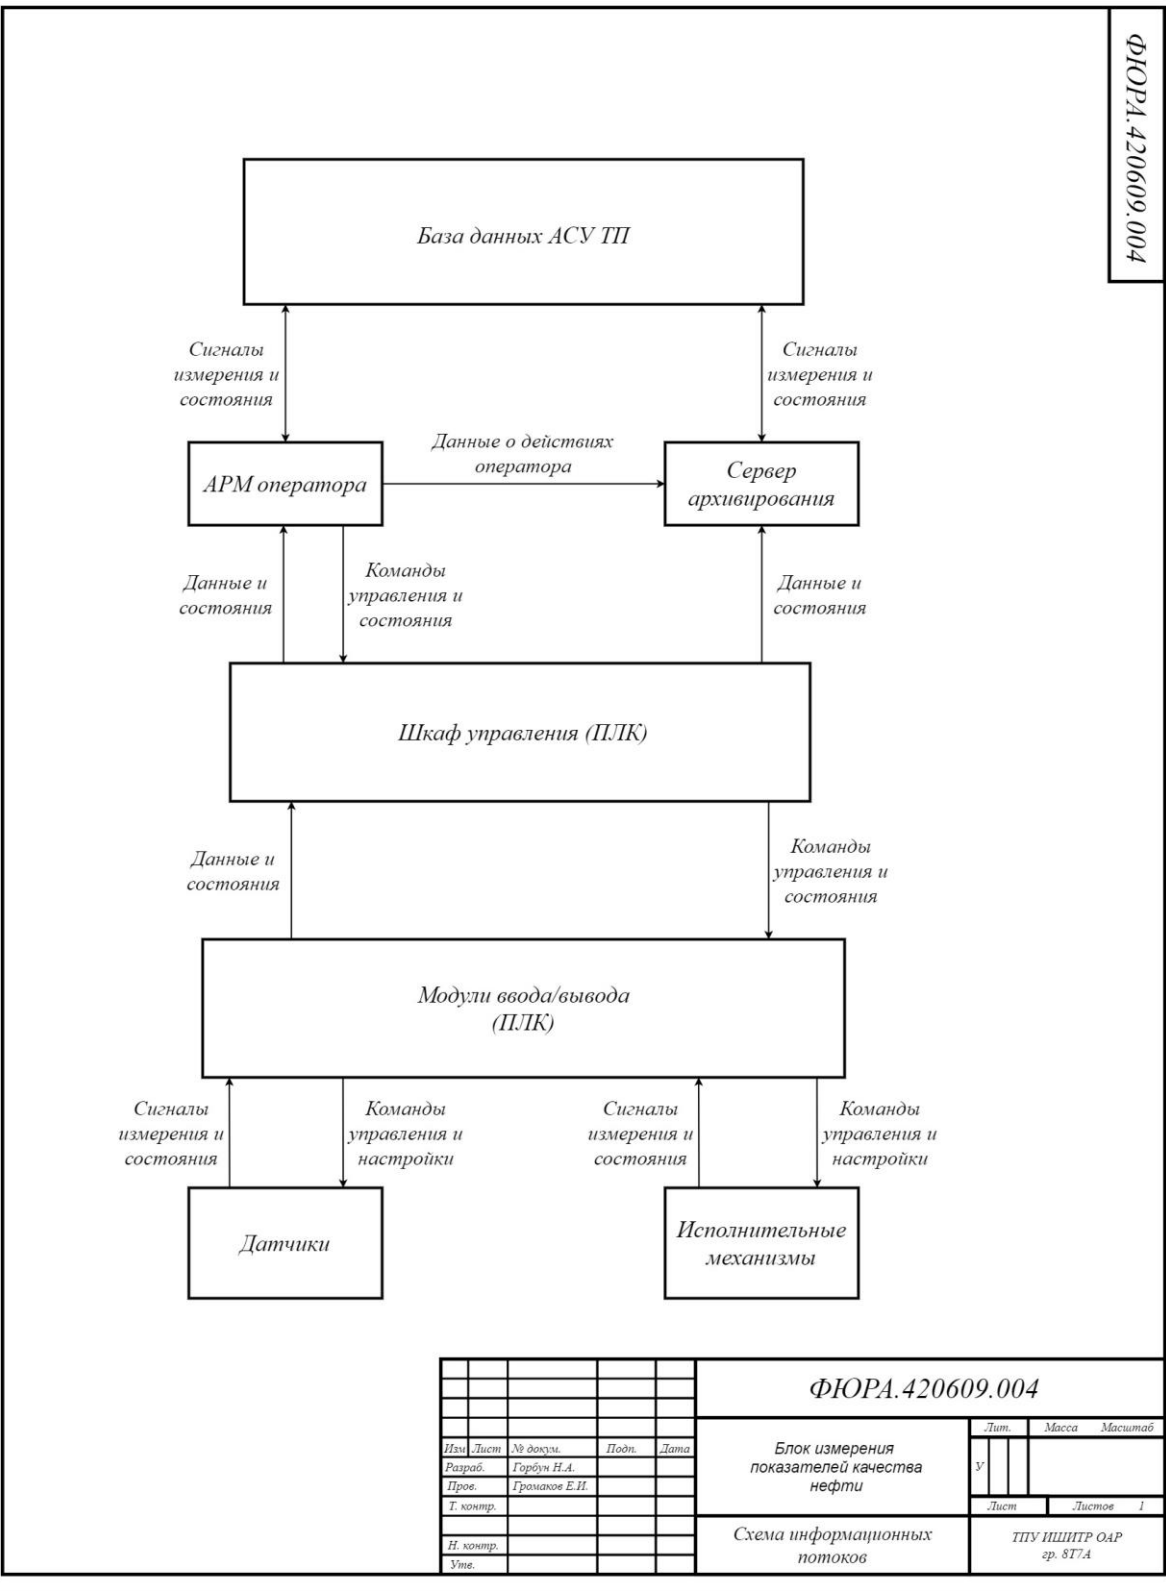 ФЮРА.420609.004
База данных АСУ ТП
Сигналы
измерения и
состояния
Сигналы
измерения и
состояния
АРМ оператора
Данные о действиях
оператора
Сервер
архивирования
Данные и
состояния
Команды
управления и
состояния
Данные и
состояния
Шкаф управления (ПЛК)
Данные и
состояния
Команды
управления и
состояния
Модули ввода/вывода
(ПЛК)
Сигналы
измерения и
состояния
Команды
управления и
настройки
Сигналы
измерения и
состояния
Команды
управления и
настройки
Датчики
Исполнительные
механизмы
ФЮРА.420609.004
Изм Лист № докум. Подп. Дата
Разраб. Горбун Н.А.
Пров. Громаков Е.И.
Т. контр.
Н. контр.
Утв.
Блок измерения
показателей качества
нефти
Лит. Масса Масштаб
У
Лист Листов 1
Схема информационных
потоков
ТПУ ИШИТР ОАР
гр. 8Т7А